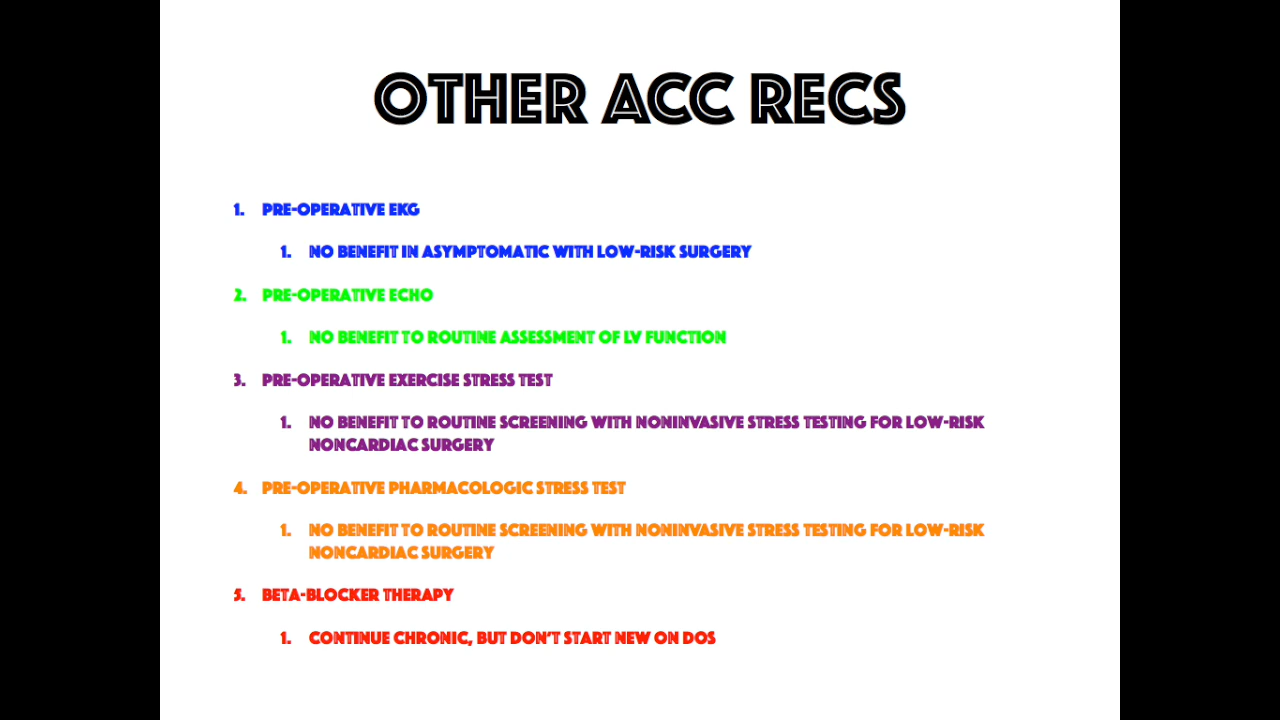 OTHER ACC RECS
1. PRE-OPERATIVE EKG
1. NO BENEFIT IN ASYMPTOMATIC WITH LOW-RISK SURGERY
2. PRE-OPERATIVE ECHO
1. NO BENEFIT TO ROUTINE ASSESSMENT OF LV FUNCTION
3. PRE-OPERATIVE EXERCISE STRESS TEST
1. NO BENEFIT TO ROUTINE SCREENING WITH NONINVASIVE STRESS TESTING FOR LOW-RISK
NONCARDIAC SURGERY
4. PRE-OPERATIVE PHARMACOLOGIC STRESS TEST
1. NO BENEFIT TO ROUTINE SCREENING WITH NONINVASIVE STRESS TESTING FOR LOW-RISK
NONCARDIAC SURGERY
5. BETA-BLOCKER THERAPY
1. CONTINUE CHRONIC, BUT DON'T START NEW ON DOS